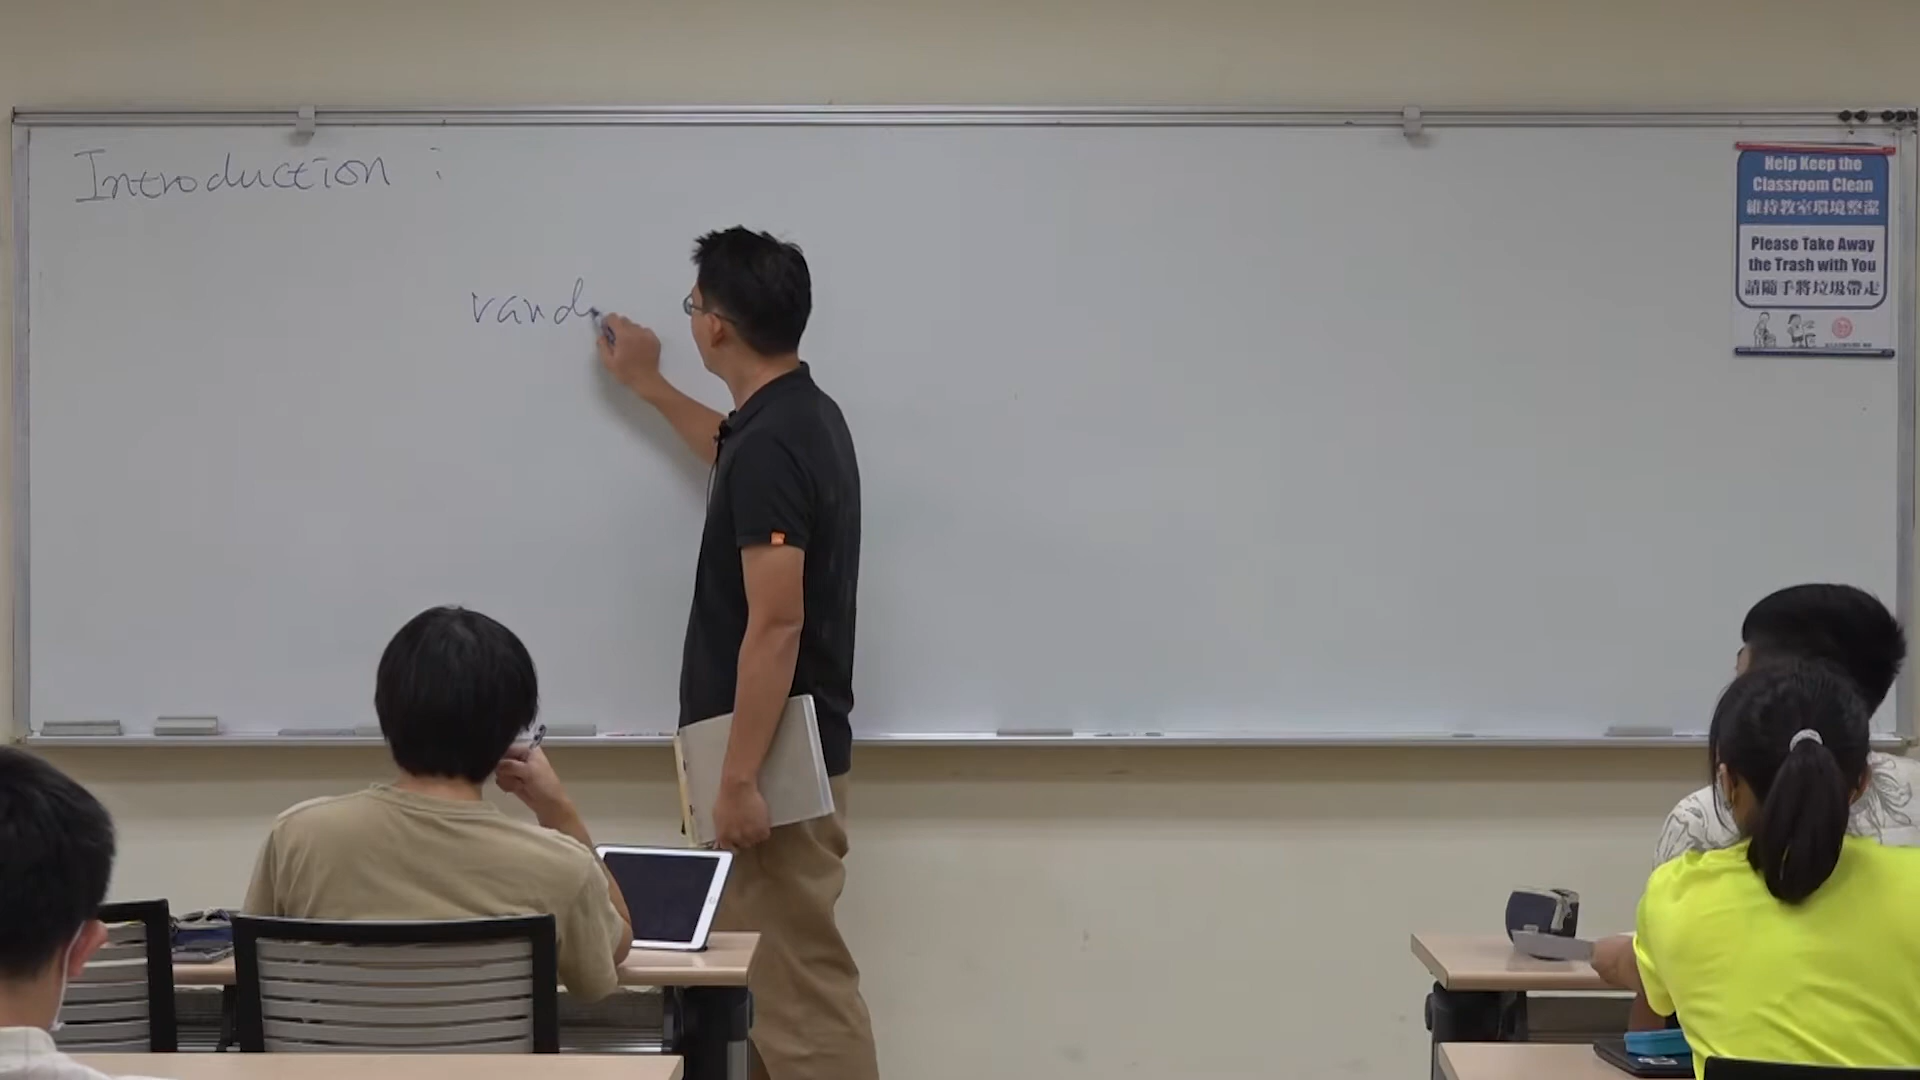 Introduction :
rand
Help Keep the
Classroom Clean
維持教室環境整潔
Please Take Away
the Trash with You
請隨手將垃圾帶走